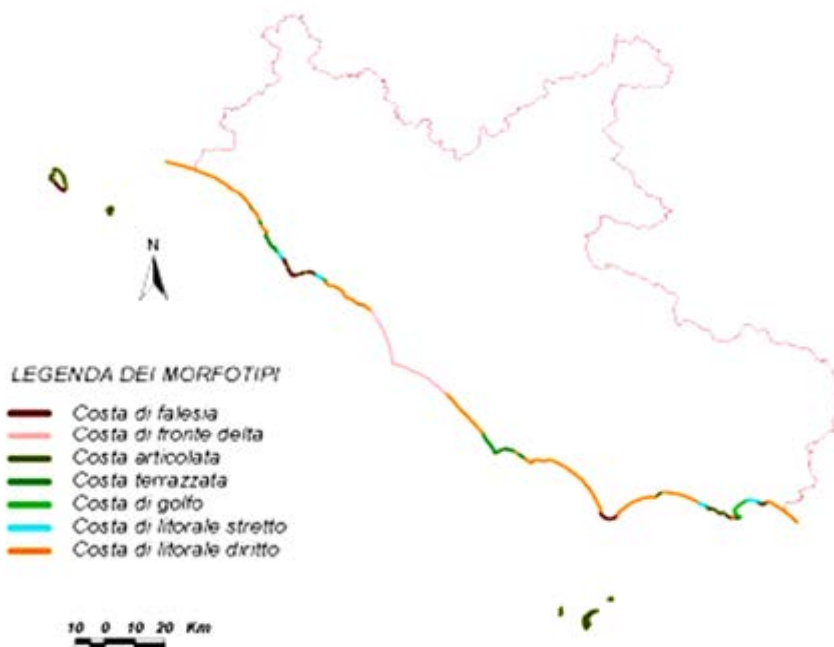 N
LEGENDA DEI MORFOTIPI
Costa di falesia
Costa di fronte delta
Costa articolata
Costa terrazzata
Costa di golfo
Costa di litorale stretto
Costa di litorale diritto
10 0 10 20 Km